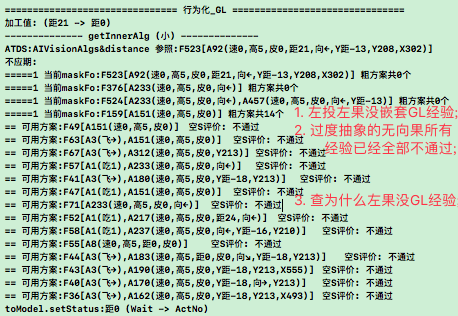 ============================== 行为化_GL ===============================
加工值: (距21 -> 距0)
-------------- getInnerAlg (小) --------------
ATDS:AIVisionAlgs&distance 参照:F523[A92(速0,高5,皮0,距21,向←,Y距-13,Y208,X302)]
不应期:
=====1 当前maskFo:F523[A92(速0,高5,皮0,距21,向←,Y距-13,Y208,X302)] 粗方案共0个
=====1 当前maskFo:F376[A233(速0,高5,皮0,向←)] 粗方案共0个
=====1 当前maskFo:F524[A233(速0,高5,皮0,向←),A457(速0,高5,皮0,向←,Y距-13)] 粗方案共0个
=====1 当前maskFo:F159[A151(速0,高5,皮0)] 粗方案共14个
1. 左投左果没嵌套GL经验;
== 可用方案:F49[A151(速0,高5,皮0)] 空S评价: 不通过
2. 过度抽象的无向果所有
== 可用方案:F63[A3(飞↑),A151(速0,高5,皮0)] 空S评价: 不通过
经验已经全部不通过;
== 可用方案:F67[A3(飞→),A312(速0,高5,皮0,Y213)] 空S评价: 不通过
== 可用方案:F57[A1(吃1),A233(速0,高5,皮0,向←)] 空S评价: 不通过
== 可用方案:F41[A3(飞→),A180(速0,高5,皮0,Y距-18,Y213)] 空S评价: 不通过
== 可用方案:F47[A1(吃1),A151(速0,高5,皮0)] 空S评价: 不通过
== 可用方案:F71[A233(速0,高5,皮0,向←)] 空S评价: 不通过
3. 查为什么左果没GL经验
== 可用方案:F52[A1(吃1),A217(速0,高5,皮0,距24,向←)] 空S评价: 不通过
== 可用方案:F58[A1(吃1),A237(速0,高5,皮0,向←,Y距-16,Y210)] 空S评价: 不通过
== 可用方案:F55[A8(速0,高5,距0,皮0)] 空S评价: 不通过
== 可用方案:F44[A3(飞→),A183(速0,高5,距0,皮0,向↘,Y距-18,Y213)] 空S评价: 不通过
== 可用方案:F53[A3(飞→),A190(速0,高5,皮0,Y距-18,Y213,X555)] 空S评价: 不通过
== 可用方案:F40[A3(飞→),A170(速0,高5,皮0,Y距-18,向→,Y213)] 空S评价: 不通过
== 可用方案:F36[A3(飞→),A162(速0,高5,皮0,Y距-18,Y213,X493)] 空S评价: 不通过
toModel.setStatus:距0 (Wait -> ActNo)